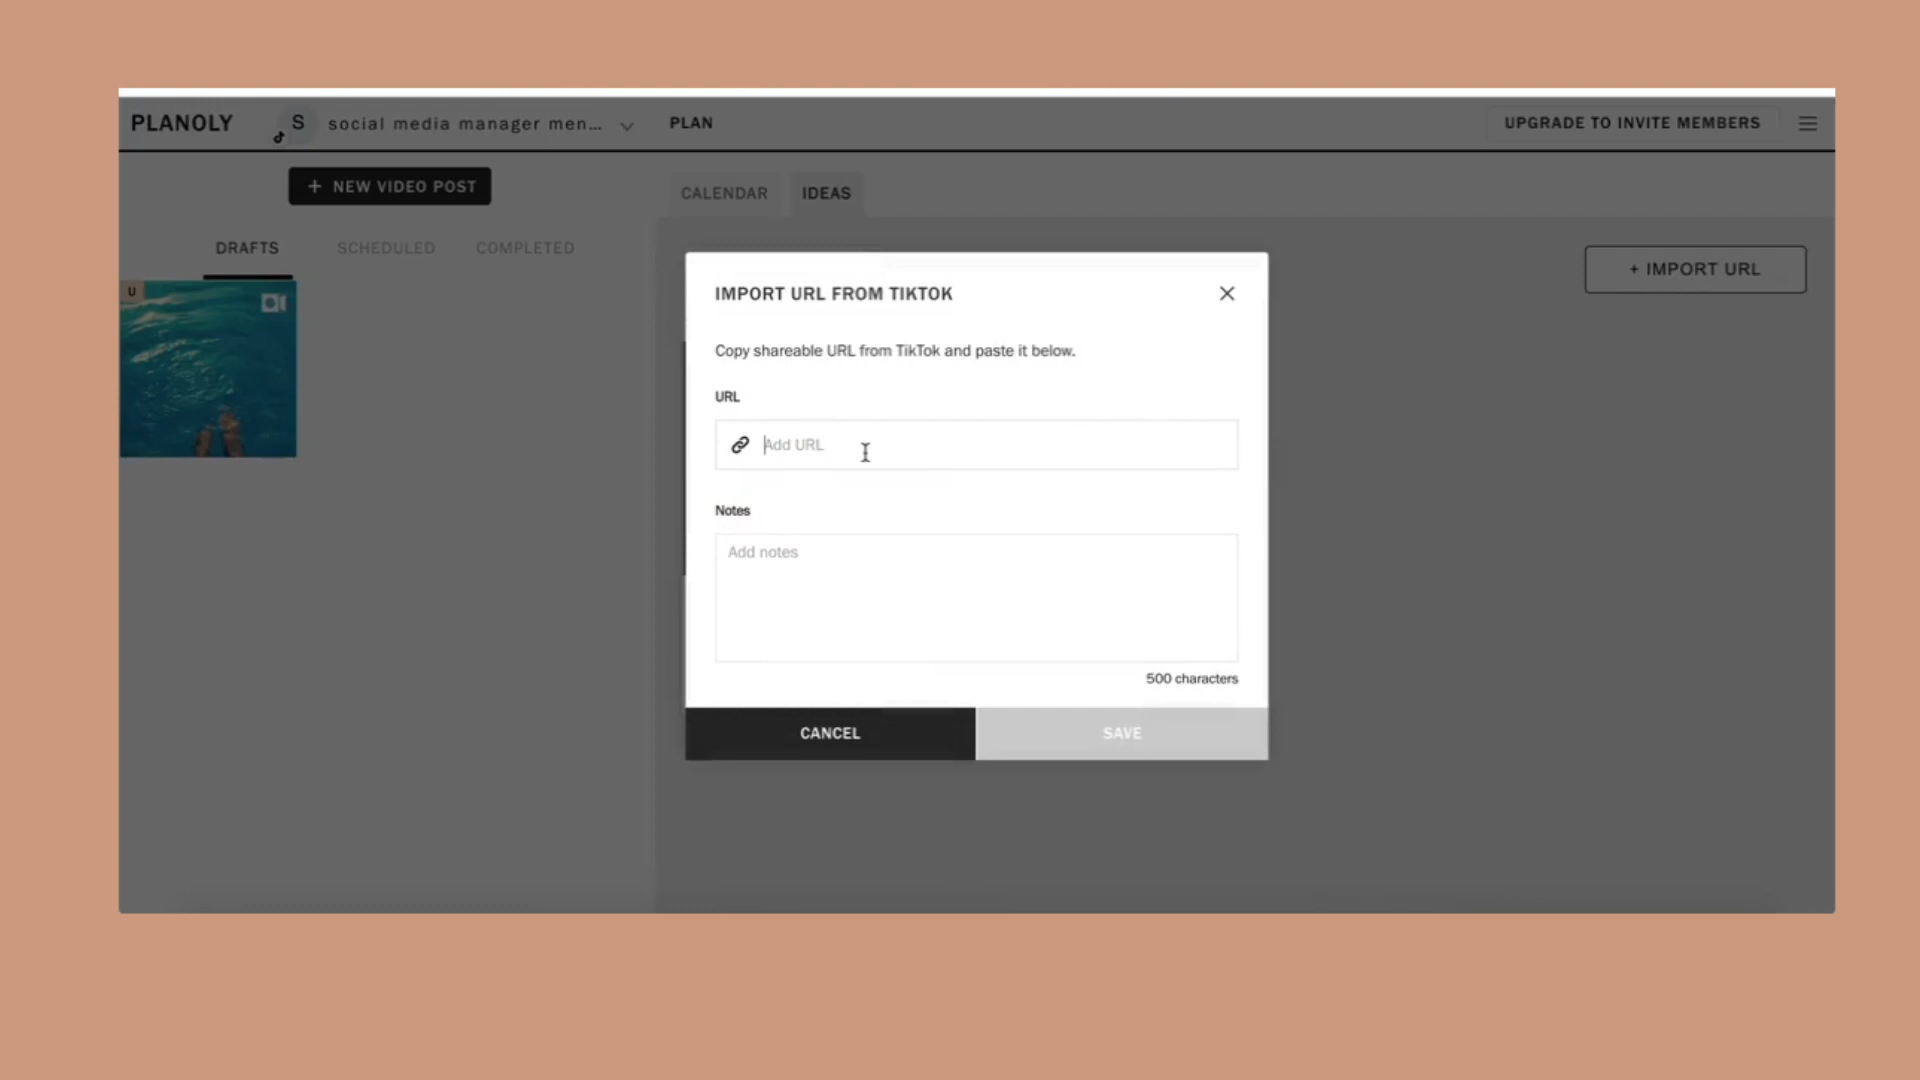 PLANOLY
S
social media manager men...
PLAN
UPGRADE TO INVITE MEMBERS
+ NEW VIDEO POST
CALENDAR
IDEAS
DRAFTS
SCHEDULED
COMPLETED
+ IMPORT URL
U
IMPORT URL FROM TIKTOK
Copy shareable URL from TikTok and paste it below.
URL
Add URL
Notes
Add notes
500 characters
CANCEL
SAVE